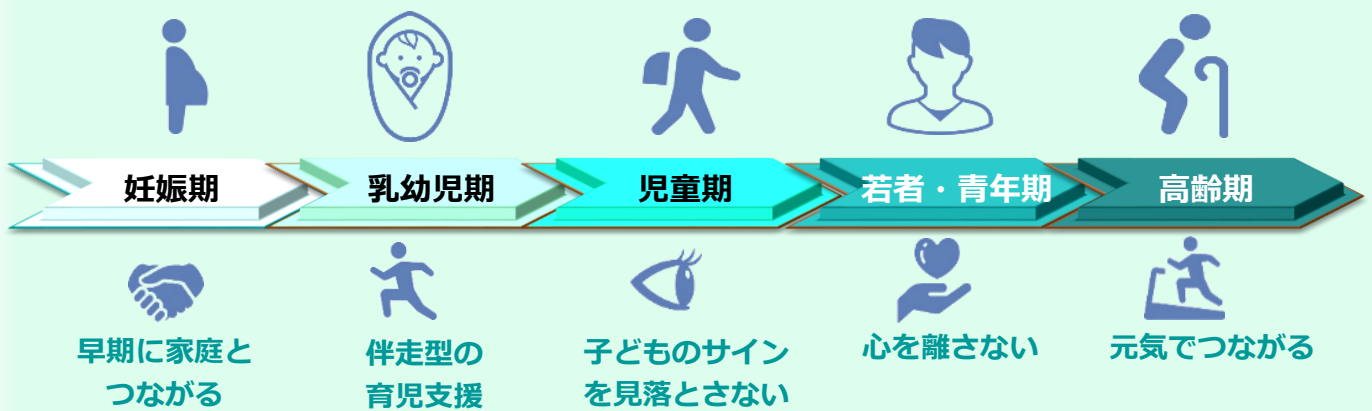 妊娠期
乳幼児期
児童期
若者・青年期
高齢期
早期に家庭と
つながる
伴走型の
育児支援
子どものサイン
を見落とさない
心を離さない
元気でつながる